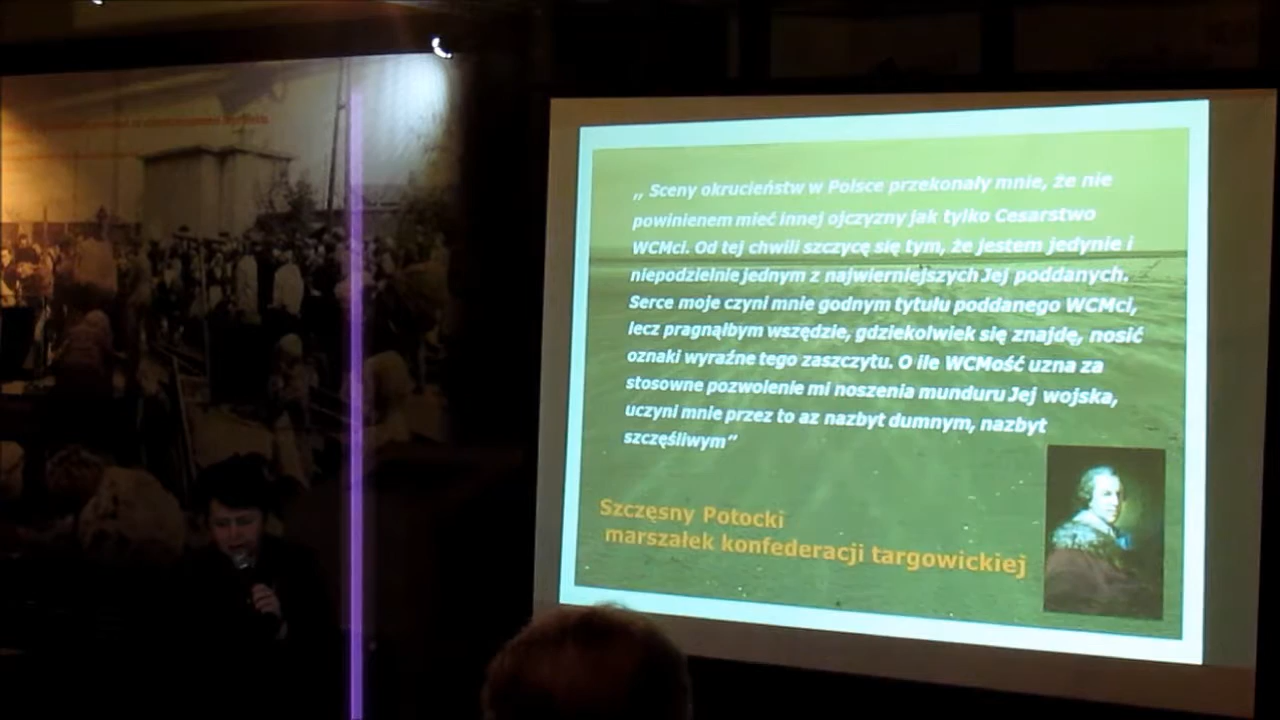 „ Sceny okrucieństw w Polsce przekonały mnie, że nie
powinienem mieć innej ojczyzny jak tylko Cesarstwo
WCMci. Od tej chwili szczycę się tym, że jestem jedynie i
niepodzielnie jednym z najwierniejszych Jej poddanych.
Serce moje czyni mnie godnym tytułu poddanego WCMci,
lecz pragnąłbym wszędzie, gdziekolwiek się znajdę, nosić
oznaki wyraźne tego zaszczytu. O ile WCMość uzna za
stosowne pozwolenie mi noszenia munduru Jej wojska,
uczyni mnie przez to az nazbyt dumnym, nazbyt
szczęśliwym”
Szczęsny Potocki
marszałek konfederacji targowickiej